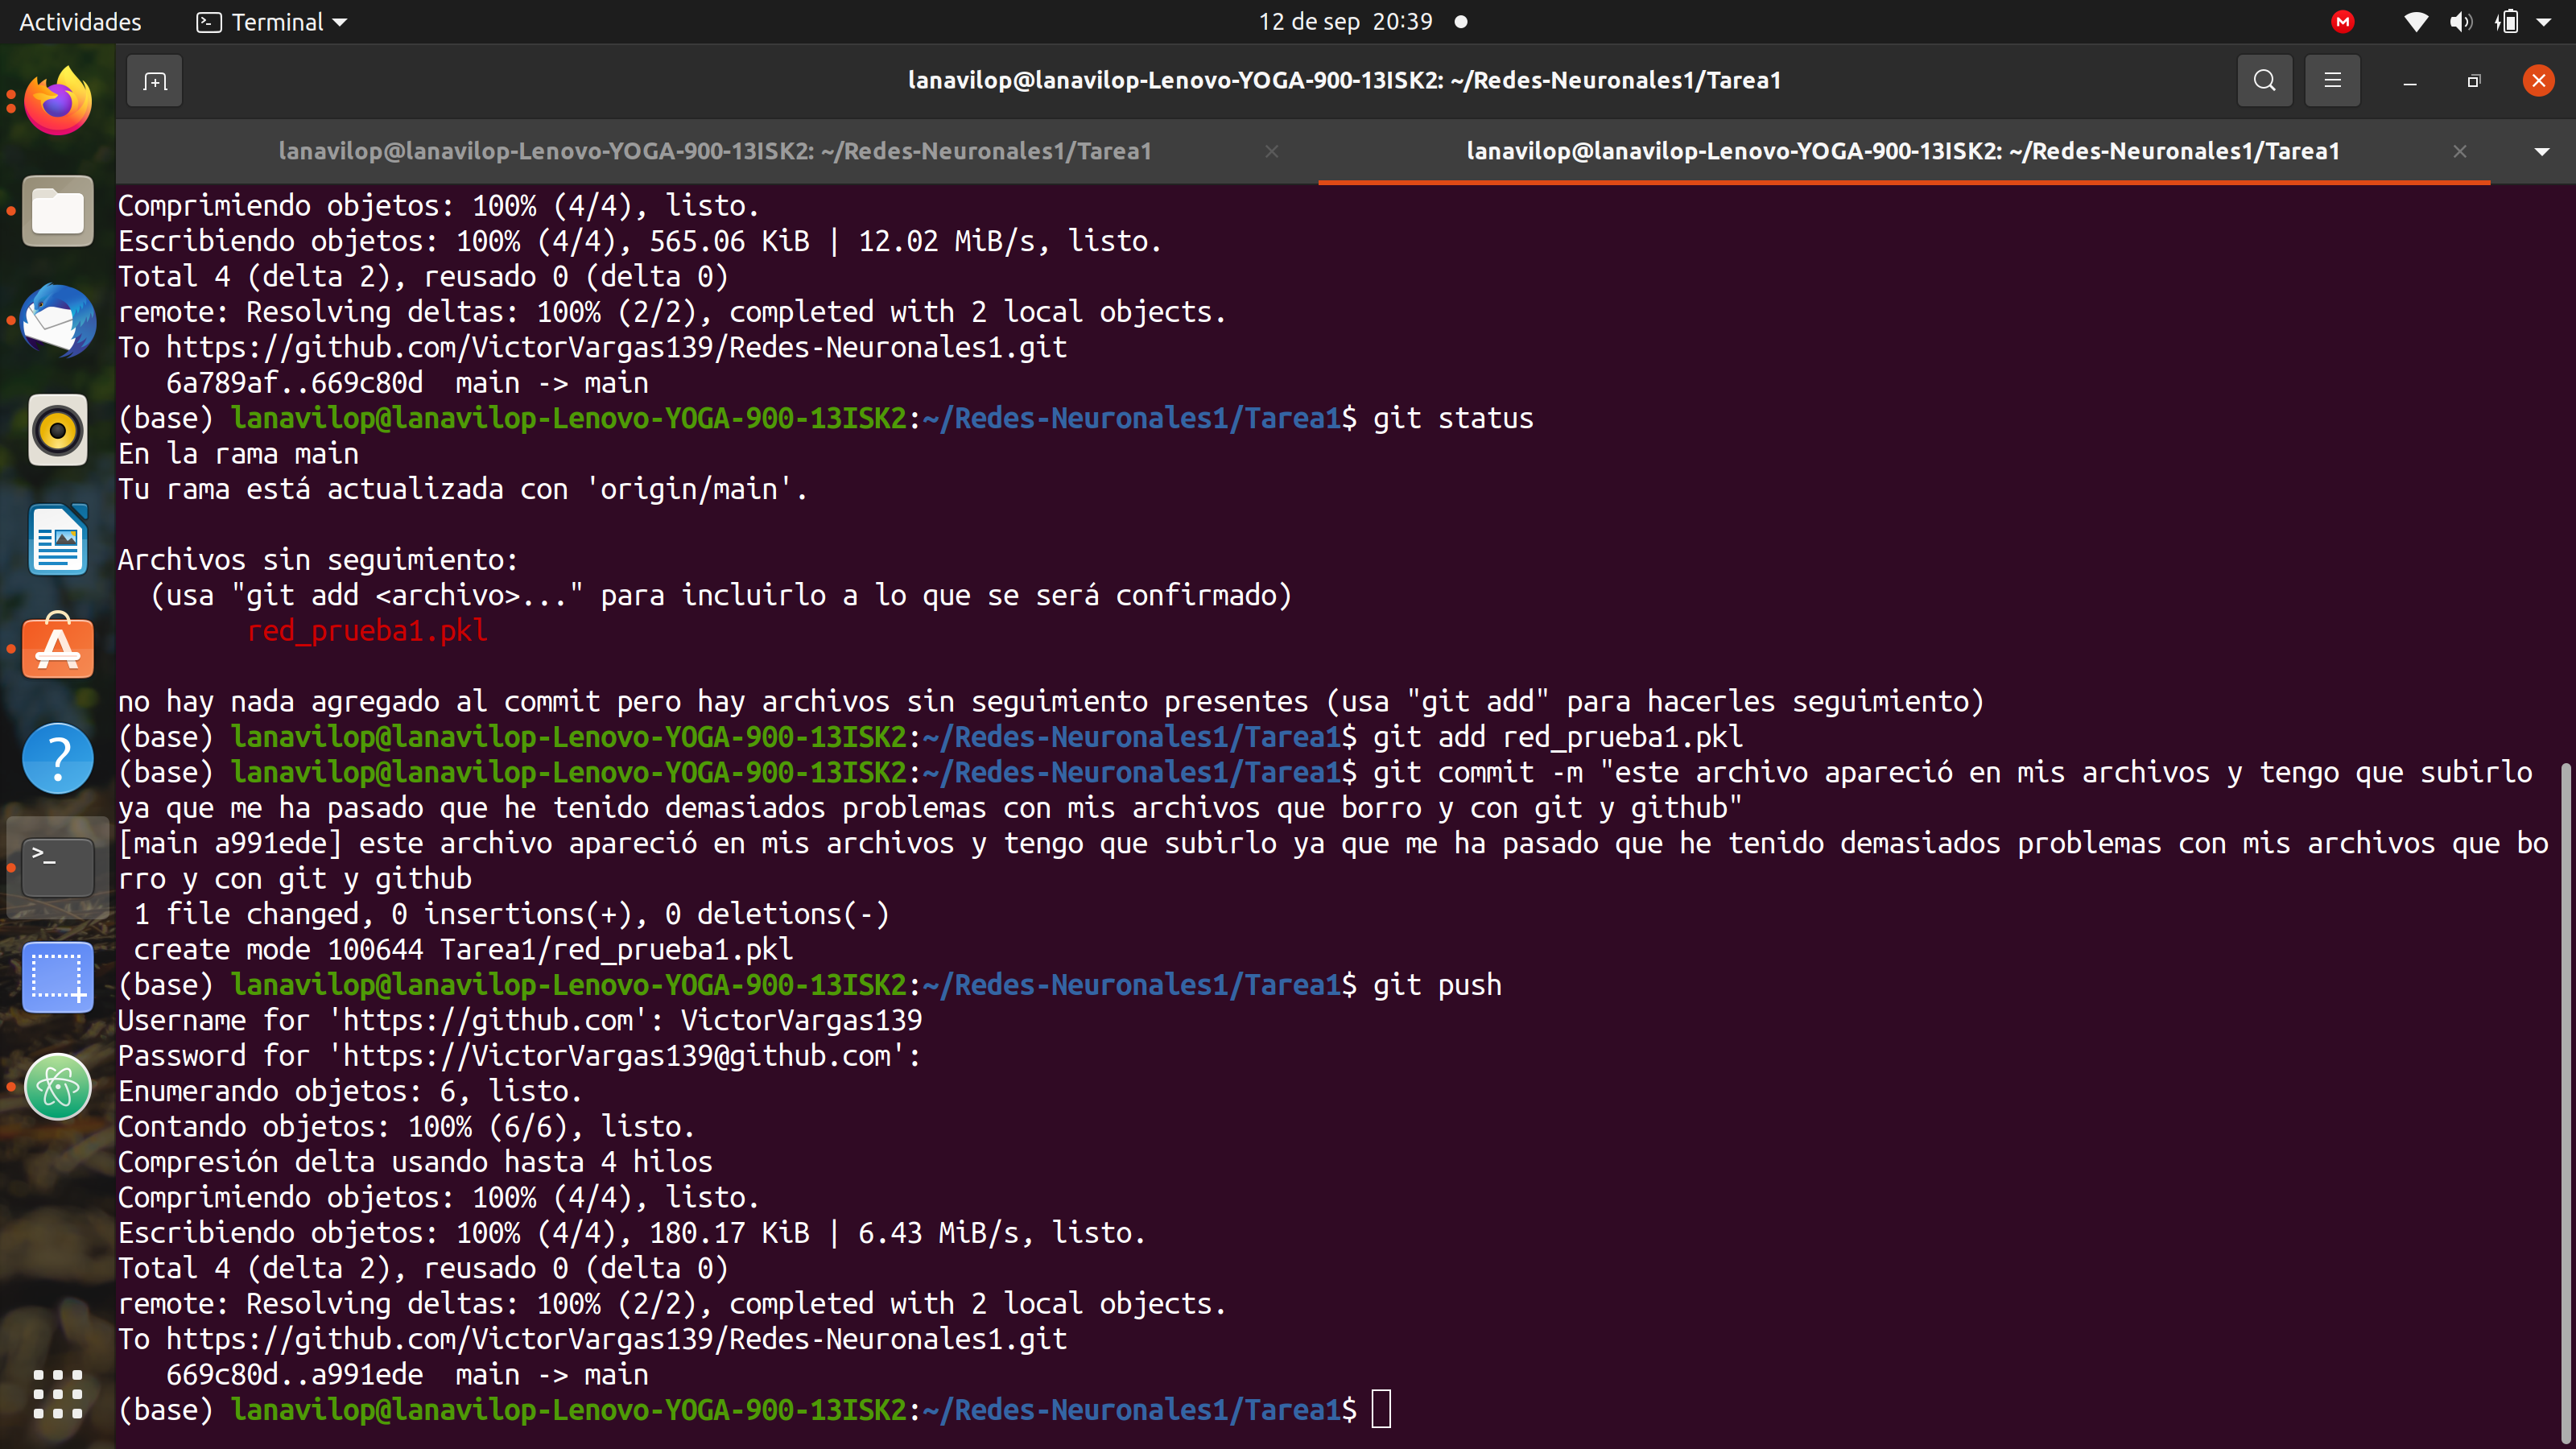 Actividades
Terminal
12 de sep 20:39
lanavilop@lanavilop-Lenovo-YOGA-900-13ISK2: ~/Redes-Neuronales1/Tarea1
lanavilop@lanavilop-Lenovo-YOGA-900-13ISK2: ~/Redes-Neuronales1/Tarea1
lanavilop@lanavilop-Lenovo-YOGA-900-13ISK2: ~/Redes-Neuronales1/Tarea1
Comprimiendo objetos: 100% (4/4), listo.
Escribiendo objetos: 100% (4/4), 565.06 KiB | 12.02 MiB/s, listo.
Total 4 (delta 2), reusado 0 (delta 0)
remote: Resolving deltas: 100% (2/2), completed with 2 local objects.
To https://github.com/VictorVargas139/Redes-Neuronales1.git
6a789af..669c80d  main -> main
(base) lanavilop@lanavilop-Lenovo-YOGA-900-13ISK2:~/Redes-Neuronales1/Tarea1$ git status
En la rama main
Tu rama está actualizada con 'origin/main'.
Archivos sin seguimiento:
(usa "git add <archivo>..." para incluirlo a lo que se será confirmado)
red_prueba1.pkl
no hay nada agregado al commit pero hay archivos sin seguimiento presentes (usa "git add" para hacerles seguimiento)
(base) lanavilop@lanavilop-Lenovo-YOGA-900-13ISK2:~/Redes-Neuronales1/Tarea1$ git add red_prueba1.pkl
(base) lanavilop@lanavilop-Lenovo-YOGA-900-13ISK2:~/Redes-Neuronales1/Tarea1$ git commit -m "este archivo apareció en mis archivos y tengo que subirlo
ya que me ha pasado que he tenido demasiados problemas con mis archivos que borro y con git y github"
[main a991ede] este archivo apareció en mis archivos y tengo que subirlo ya que me ha pasado que he tenido demasiados problemas con mis archivos que bo
rro y con git y github
1 file changed, 0 insertions(+), 0 deletions(-)
create mode 100644 Tarea1/red_prueba1.pkl
(base) lanavilop@lanavilop-Lenovo-YOGA-900-13ISK2:~/Redes-Neuronales1/Tarea1$ git push
Username for 'https://github.com': VictorVargas139
Password for 'https://VictorVargas139@github.com':
Enumerando objetos: 6, listo.
Contando objetos: 100% (6/6), listo.
Compresión delta usando hasta 4 hilos
Comprimiendo objetos: 100% (4/4), listo.
Escribiendo objetos: 100% (4/4), 180.17 KiB | 6.43 MiB/s, listo.
Total 4 (delta 2), reusado 0 (delta 0)
remote: Resolving deltas: 100% (2/2), completed with 2 local objects.
To https://github.com/VictorVargas139/Redes-Neuronales1.git
669c80d..a991ede  main -> main
(base) lanavilop@lanavilop-Lenovo-YOGA-900-13ISK2:~/Redes-Neuronales1/Tarea1$